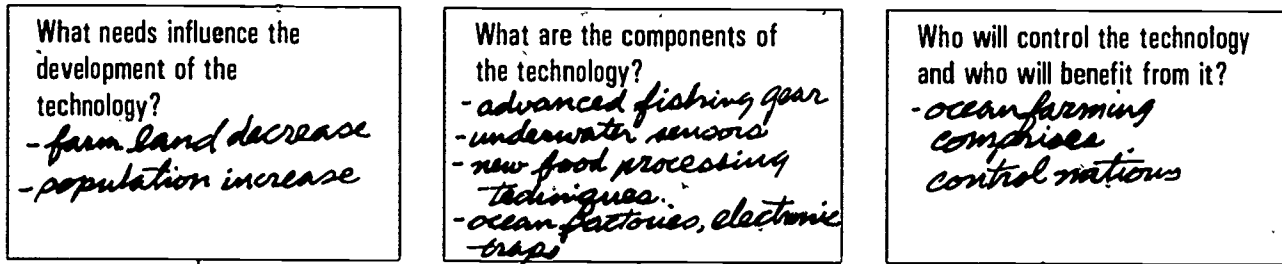 What needs influence the
development of the
technology?
- farm land decrease
- population increase
What are the components of
the technology?
- advanced fishing gear
- underwater sensors
- new food processing
techniques.
- ocean factories, electronic
traps
Who will control the technology
and who will benefit from it?
- ocean farming
comprises
control nations